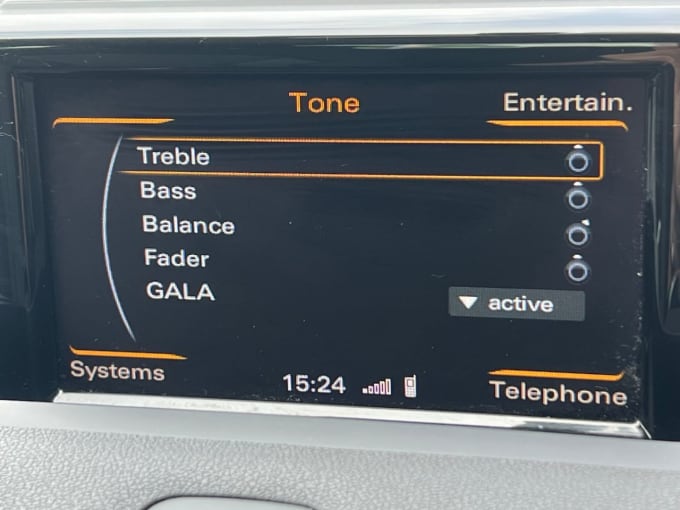 Tone
Entertain.
Treble
Bass
Balance
Fader
GALA
active
Systems
15:24
Telephone